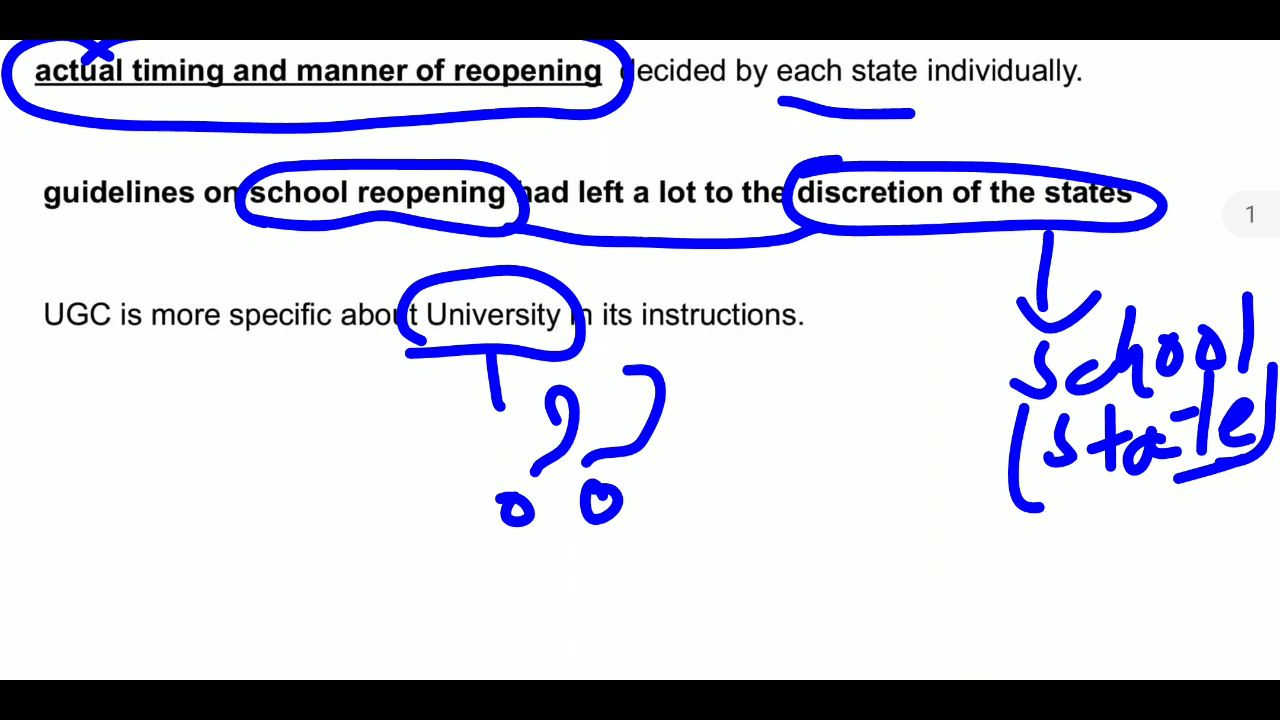 actual timing and manner of reopening decided by each state individually.
guidelines on school reopening had left a lot to the discretion of the states
1
UGC is more specific about University in its instructions.
school
(state)
??